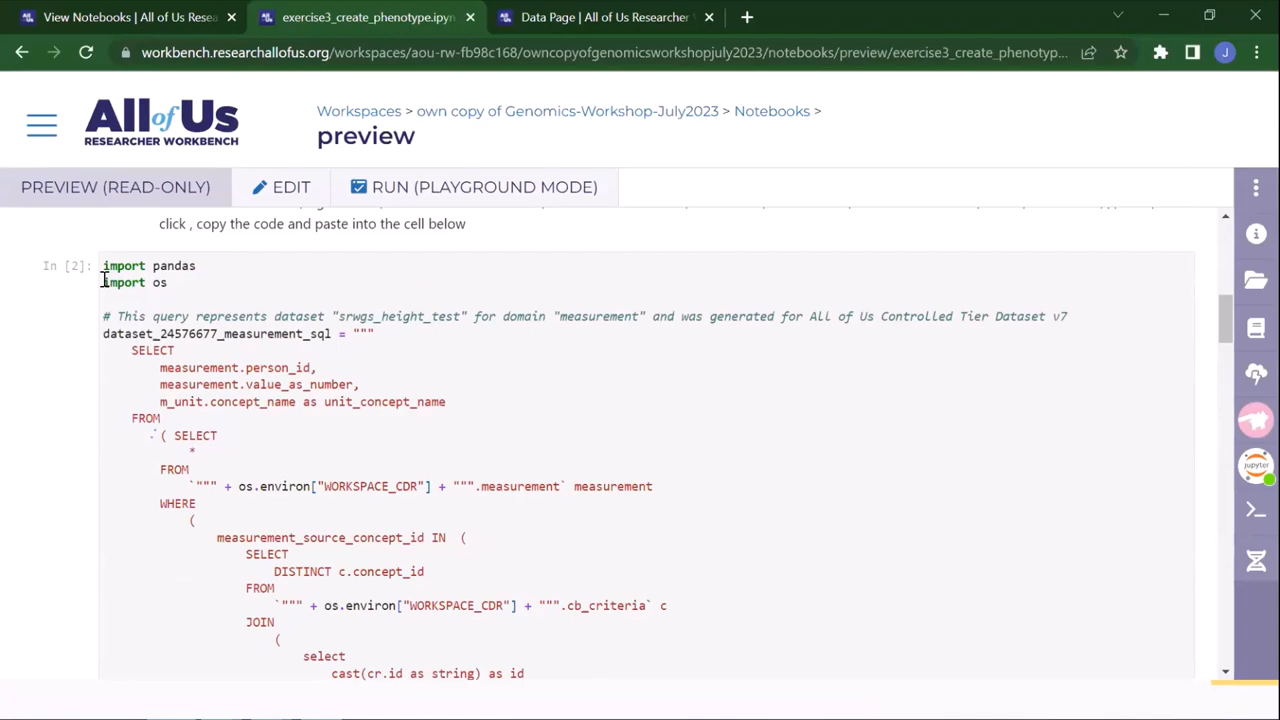 View Notebooks | All of Us Resea
exercise3_create_phenotype.ipyn
Data Page | All of Us Researcher
workbench.researchallofus.org/workspaces/aou-rw-fb98c168/owncopyofgenomicsworkshopjuly2023/notebooks/preview/exercise3_create_phenotyp...
J
All of Us
RESEARCHER WORKBENCH
Workspaces > own copy of Genomics-Workshop-July2023 > Notebooks >
preview
PREVIEW (READ-ONLY)
EDIT
RUN (PLAYGROUND MODE)
click , copy the code and paste into the cell below
In [2]:
import pandas
import os
# This query represents dataset "srwgs_height_test" for domain "measurement" and was generated for All of Us Controlled Tier Dataset v7
dataset_24576677_measurement_sql = """
SELECT
measurement.person_id,
measurement.value_as_number,
m_unit.concept_name as unit_concept_name
FROM
( SELECT
*
FROM
`""" + os.environ["WORKSPACE_CDR"] + """.measurement` measurement
WHERE
(
measurement_source_concept_id IN (
SELECT
DISTINCT c.concept_id
FROM
`""" + os.environ["WORKSPACE_CDR"] + """.cb_criteria` c
JOIN
(
select
cast(cr.id as string) as id
jupyter